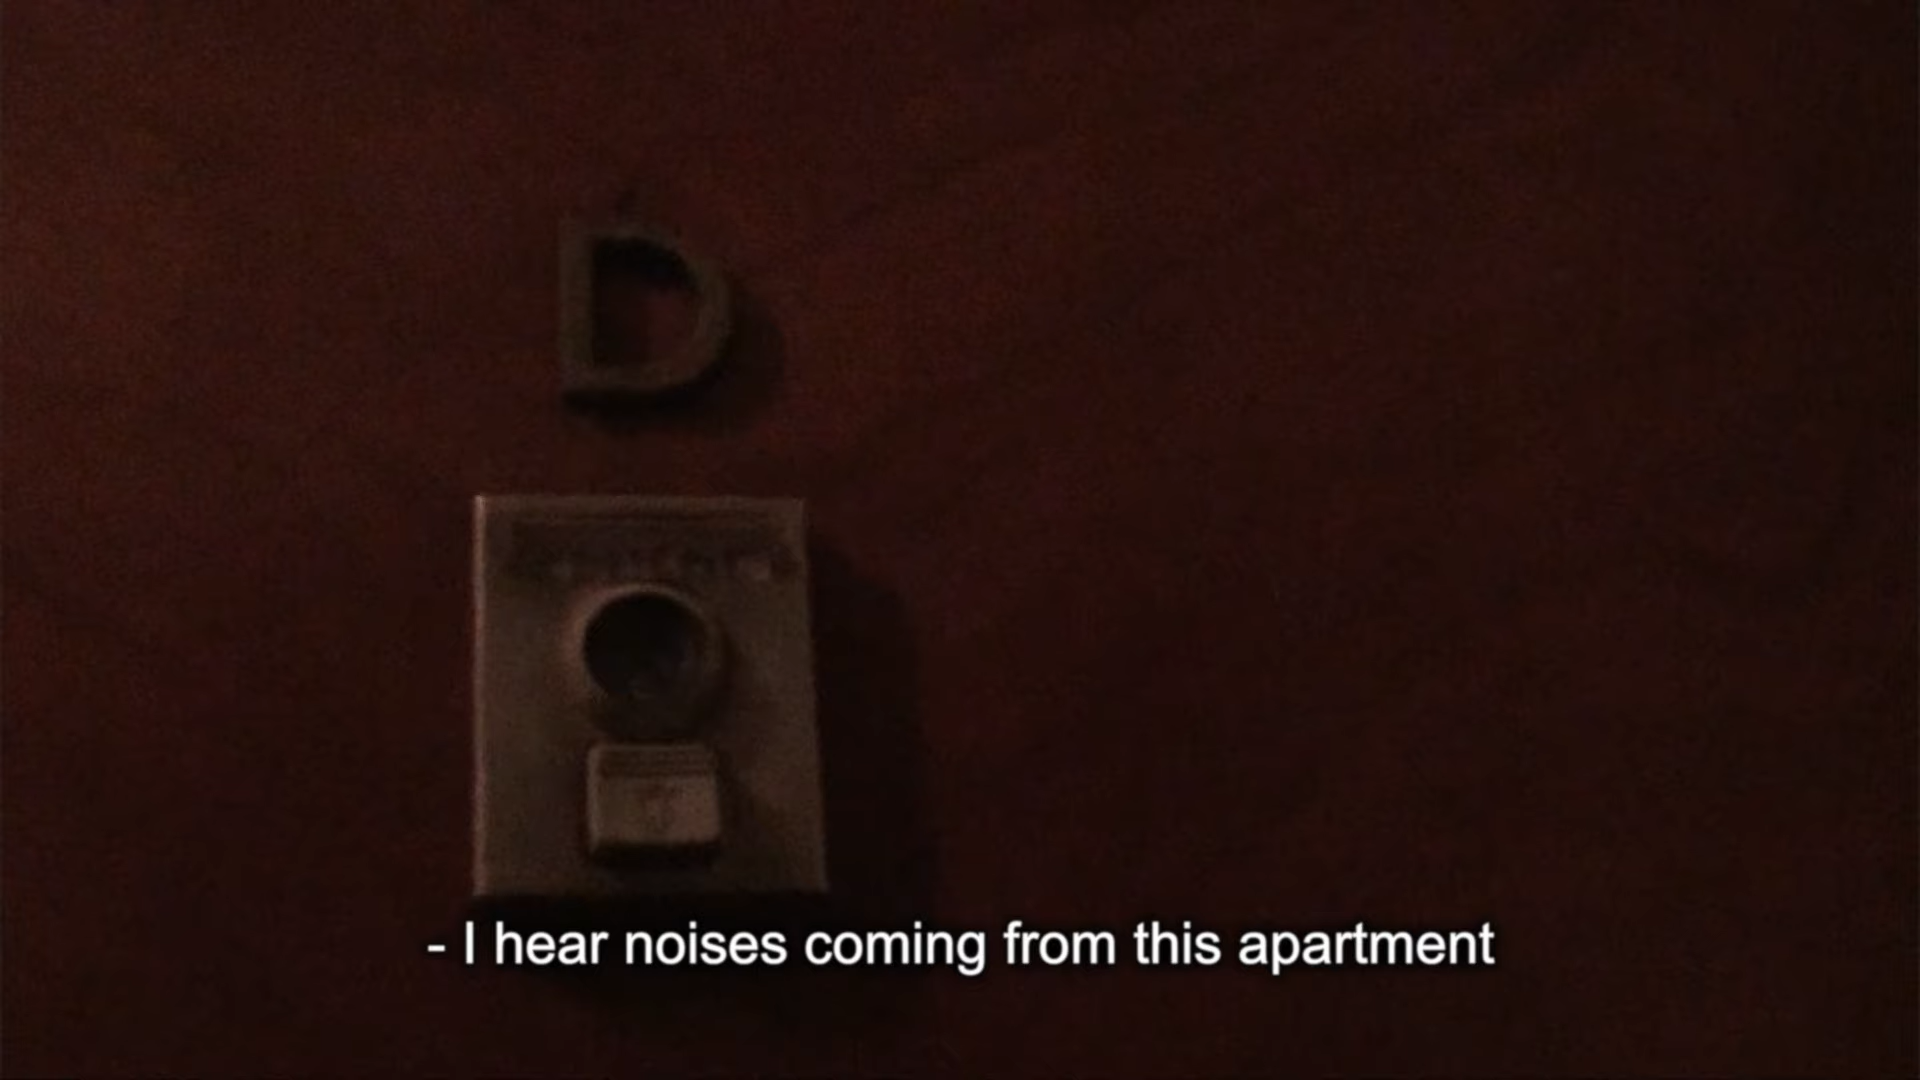 D
- I hear noises coming from this apartment